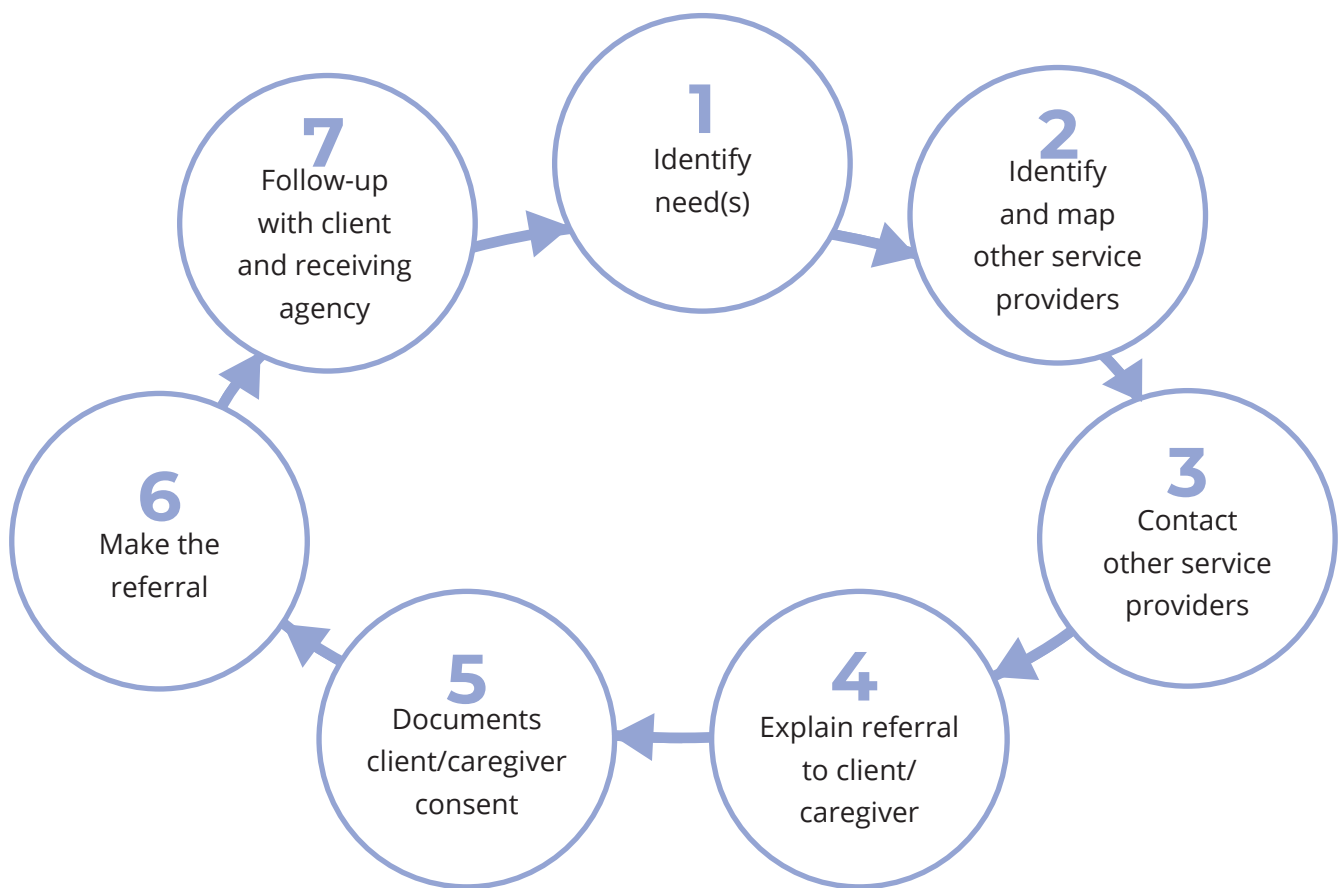 1
Identify
need(s)
2
Identify
and map
other service
providers
3
Contact
other service
providers
4
Explain referral
to client/
caregiver
5
Documents
client/caregiver
consent
6
Make the
referral
7
Follow-up
with client
and receiving
agency